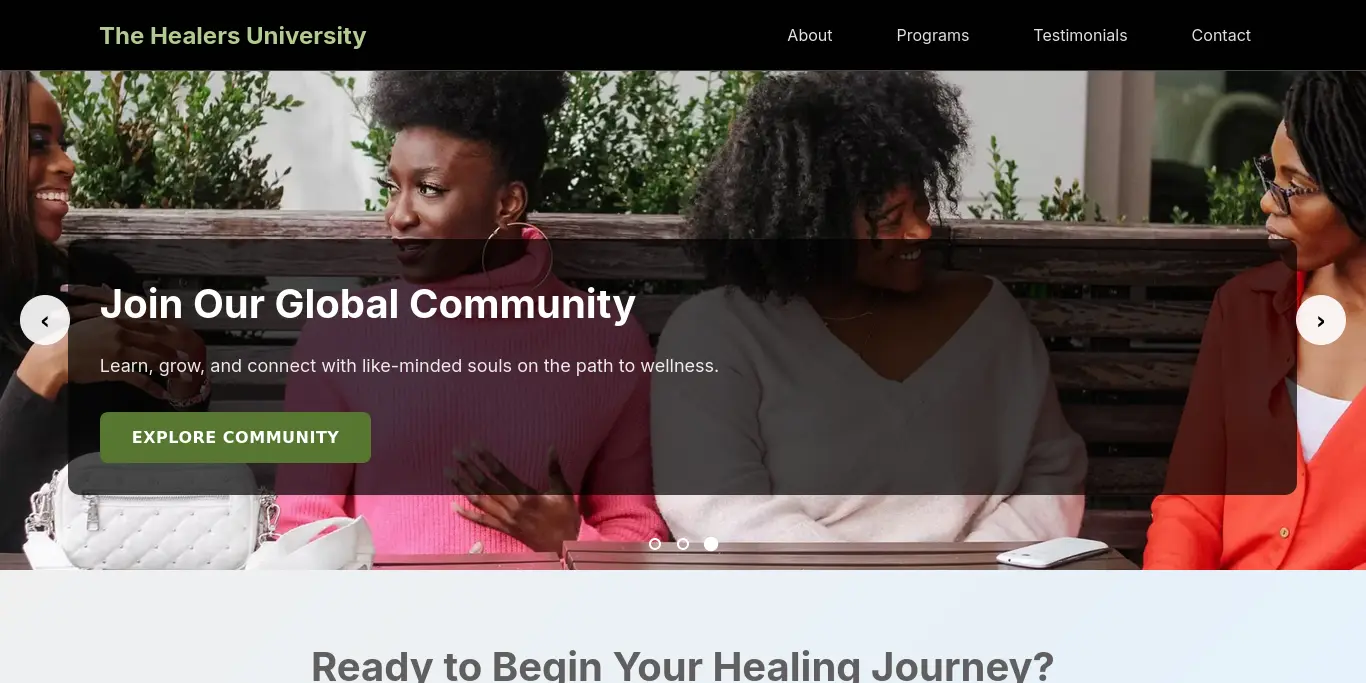 The Healers University
About
Programs
Testimonials
Contact
Join Our Global Community
Learn, grow, and connect with like-minded souls on the path to wellness.
EXPLORE COMMUNITY
Ready to Begin Your Healing Journey?